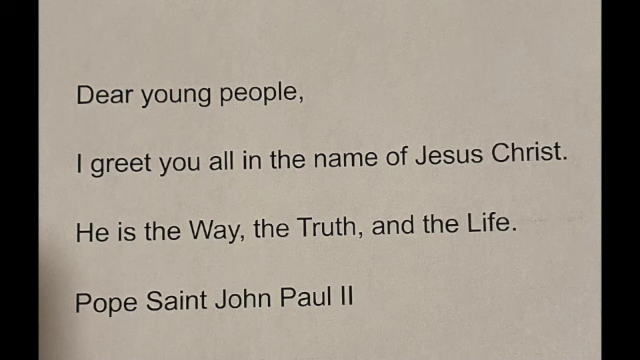 Dear young people,
I greet you all in the name of Jesus Christ.
He is the Way, the Truth, and the Life.
Pope Saint John Paul II